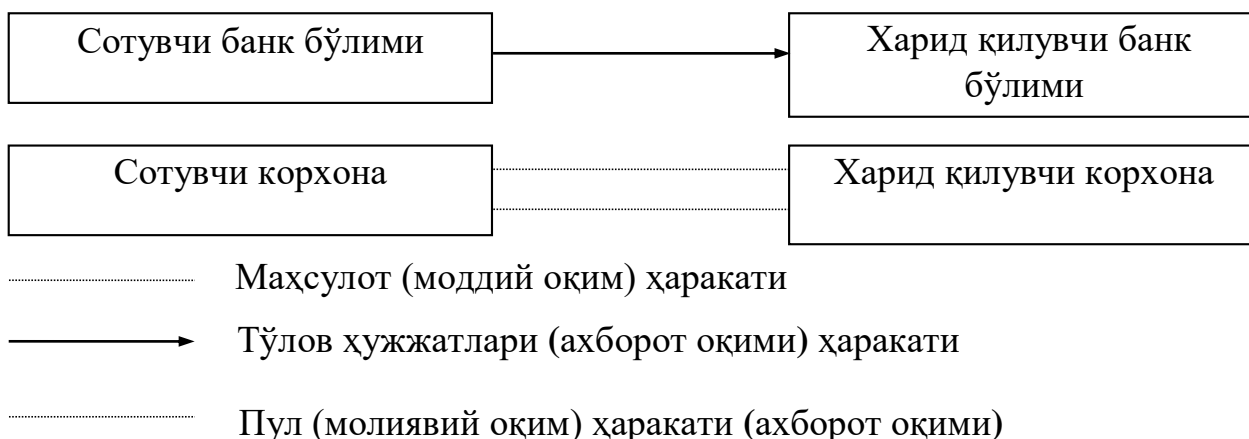 Сотувчи банк бўлими
Харид қилувчи банк
бўлими
Сотувчи корхона
Харид қилувчи корхона
Маҳсулот (моддий оқим) ҳаракати
Тўлов ҳужжатлари (ахборот оқими) ҳаракати
Пул (молиявий оқим) ҳаракати (ахборот оқими)